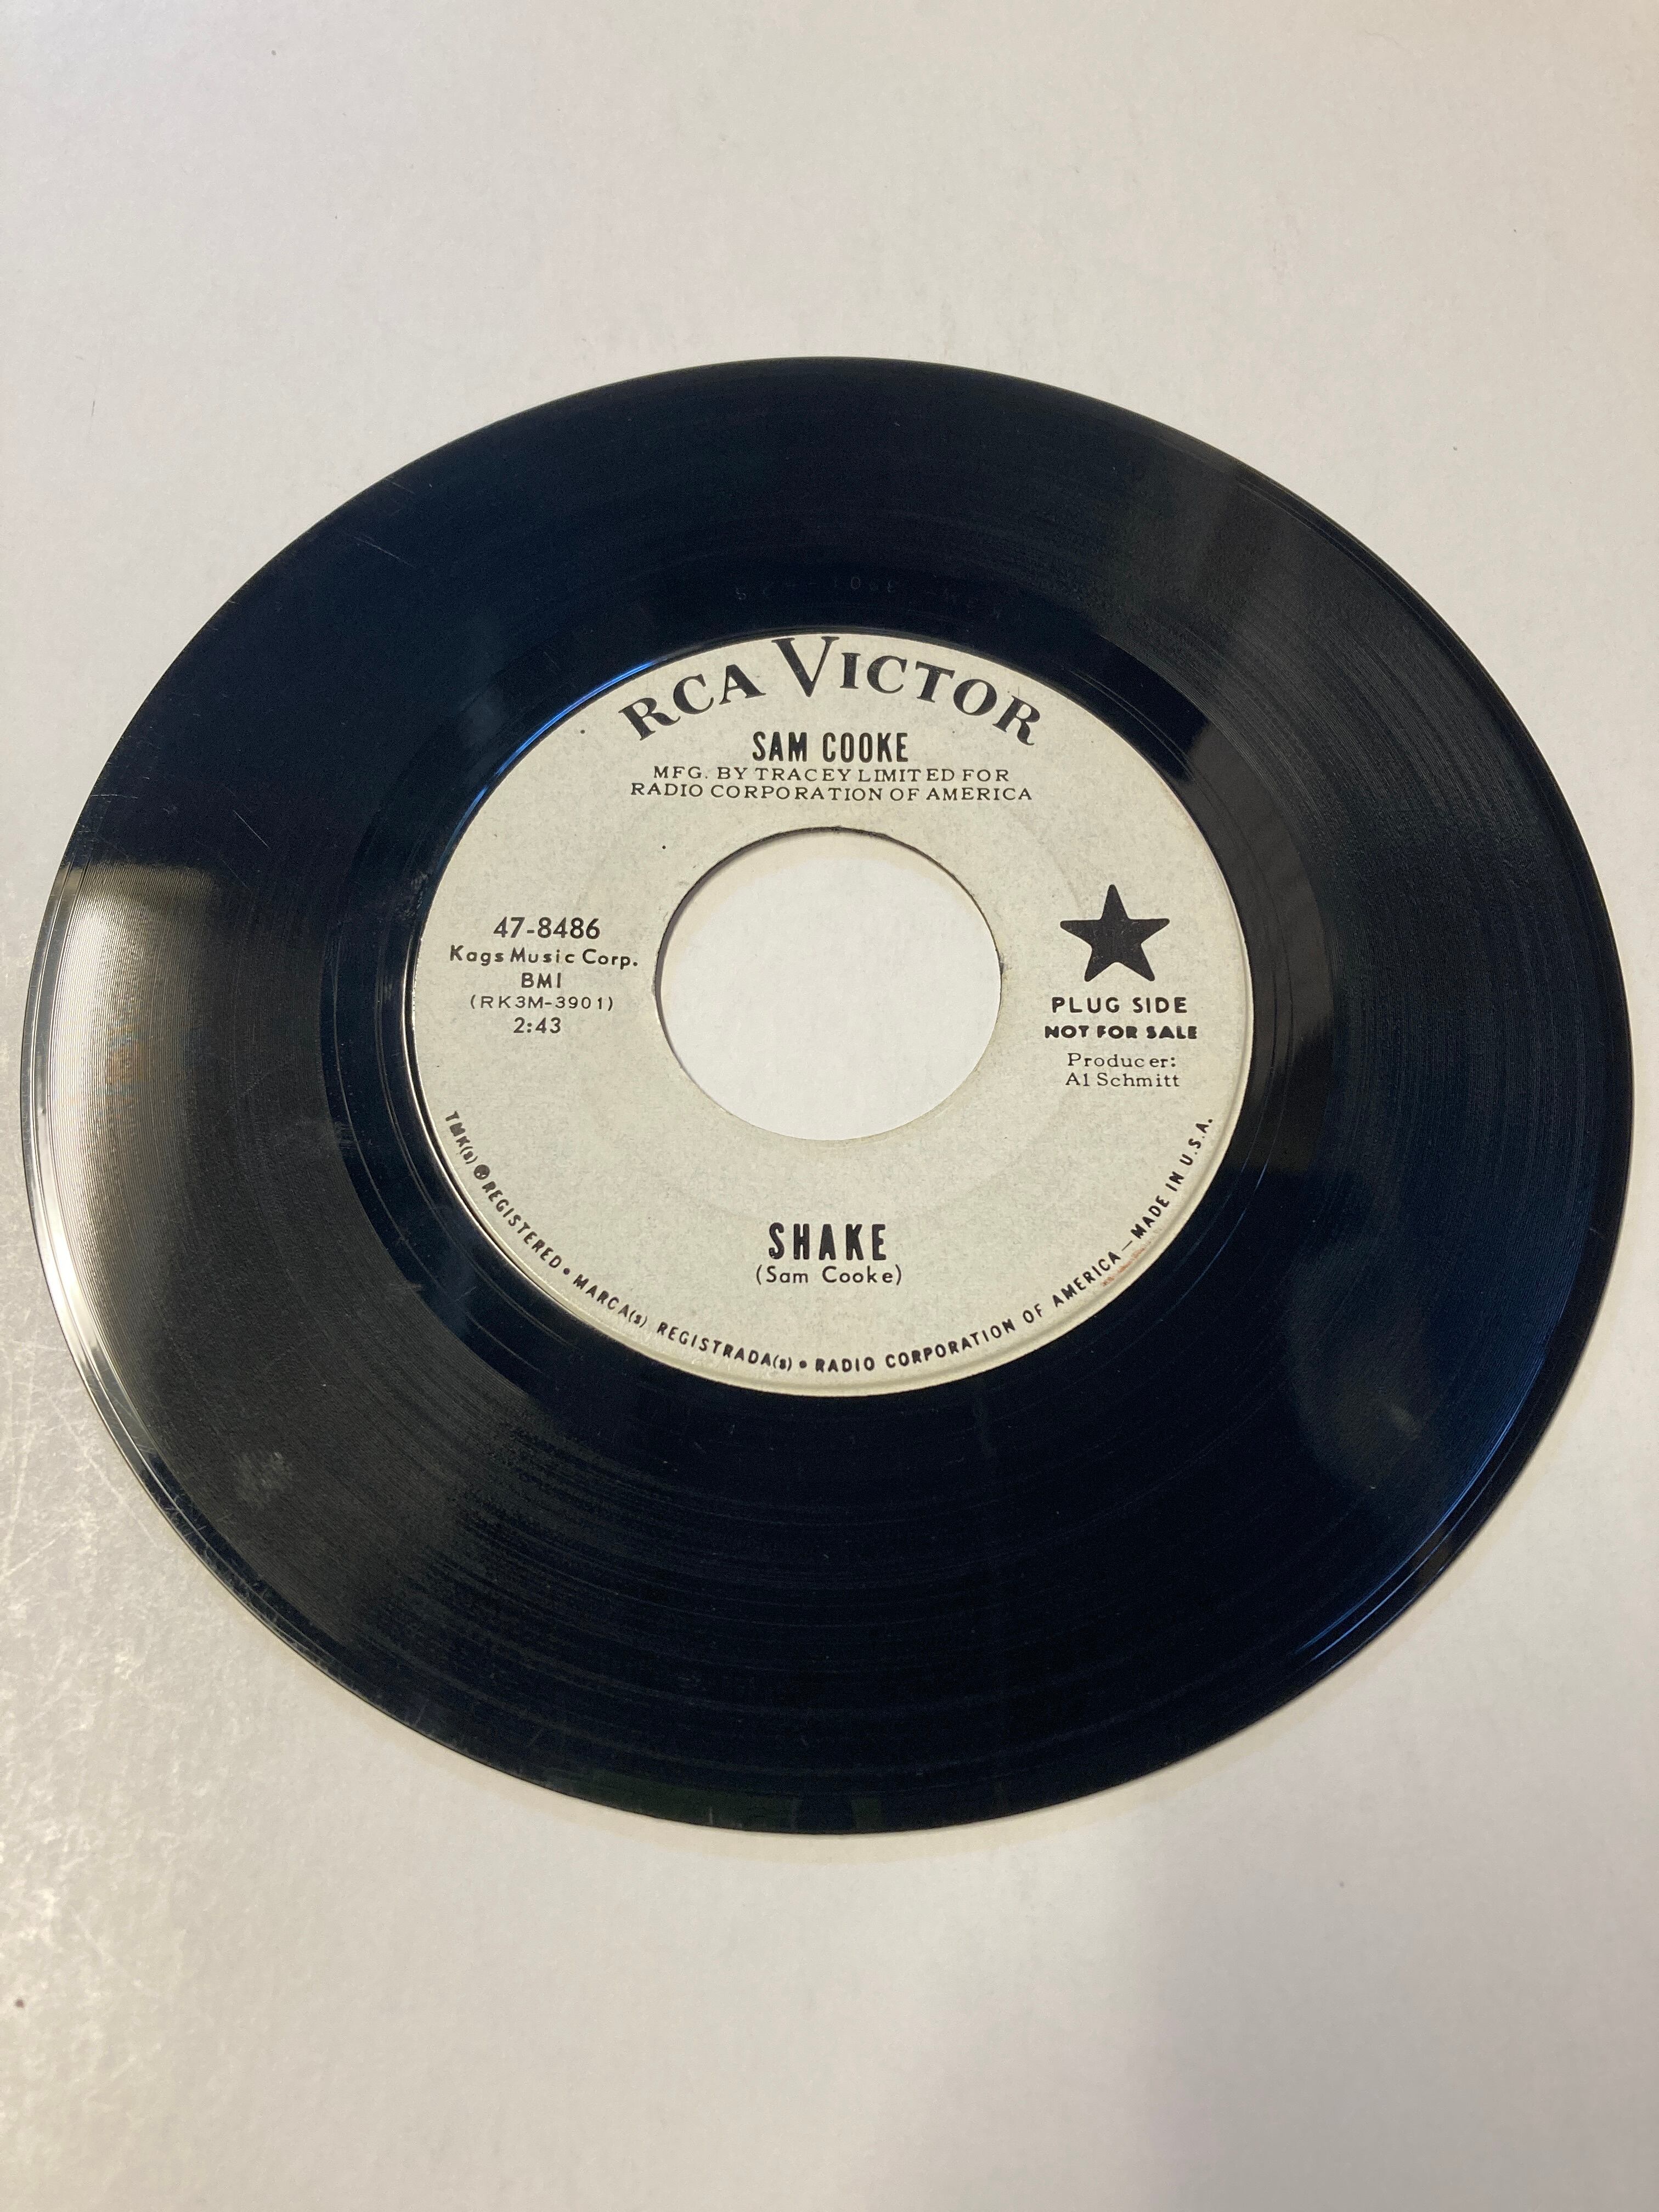 RCA VICTOR
SAM COOKE
MFG. BY TRACEY LIMITED FOR
RADIO CORPORATION OF AMERICA
47-8486
Kags Music Corp.
BMI
(RK3M-3901)
2:43
PLUG SIDE
NOT FOR SALE
Producer:
Al Schmitt
SHAKE
(Sam Cooke)
TMK(s) ® REGISTERED • MARCA(s) REGISTRADA(s) • RADIO CORPORATION OF AMERICA — MADE IN U.S.A.